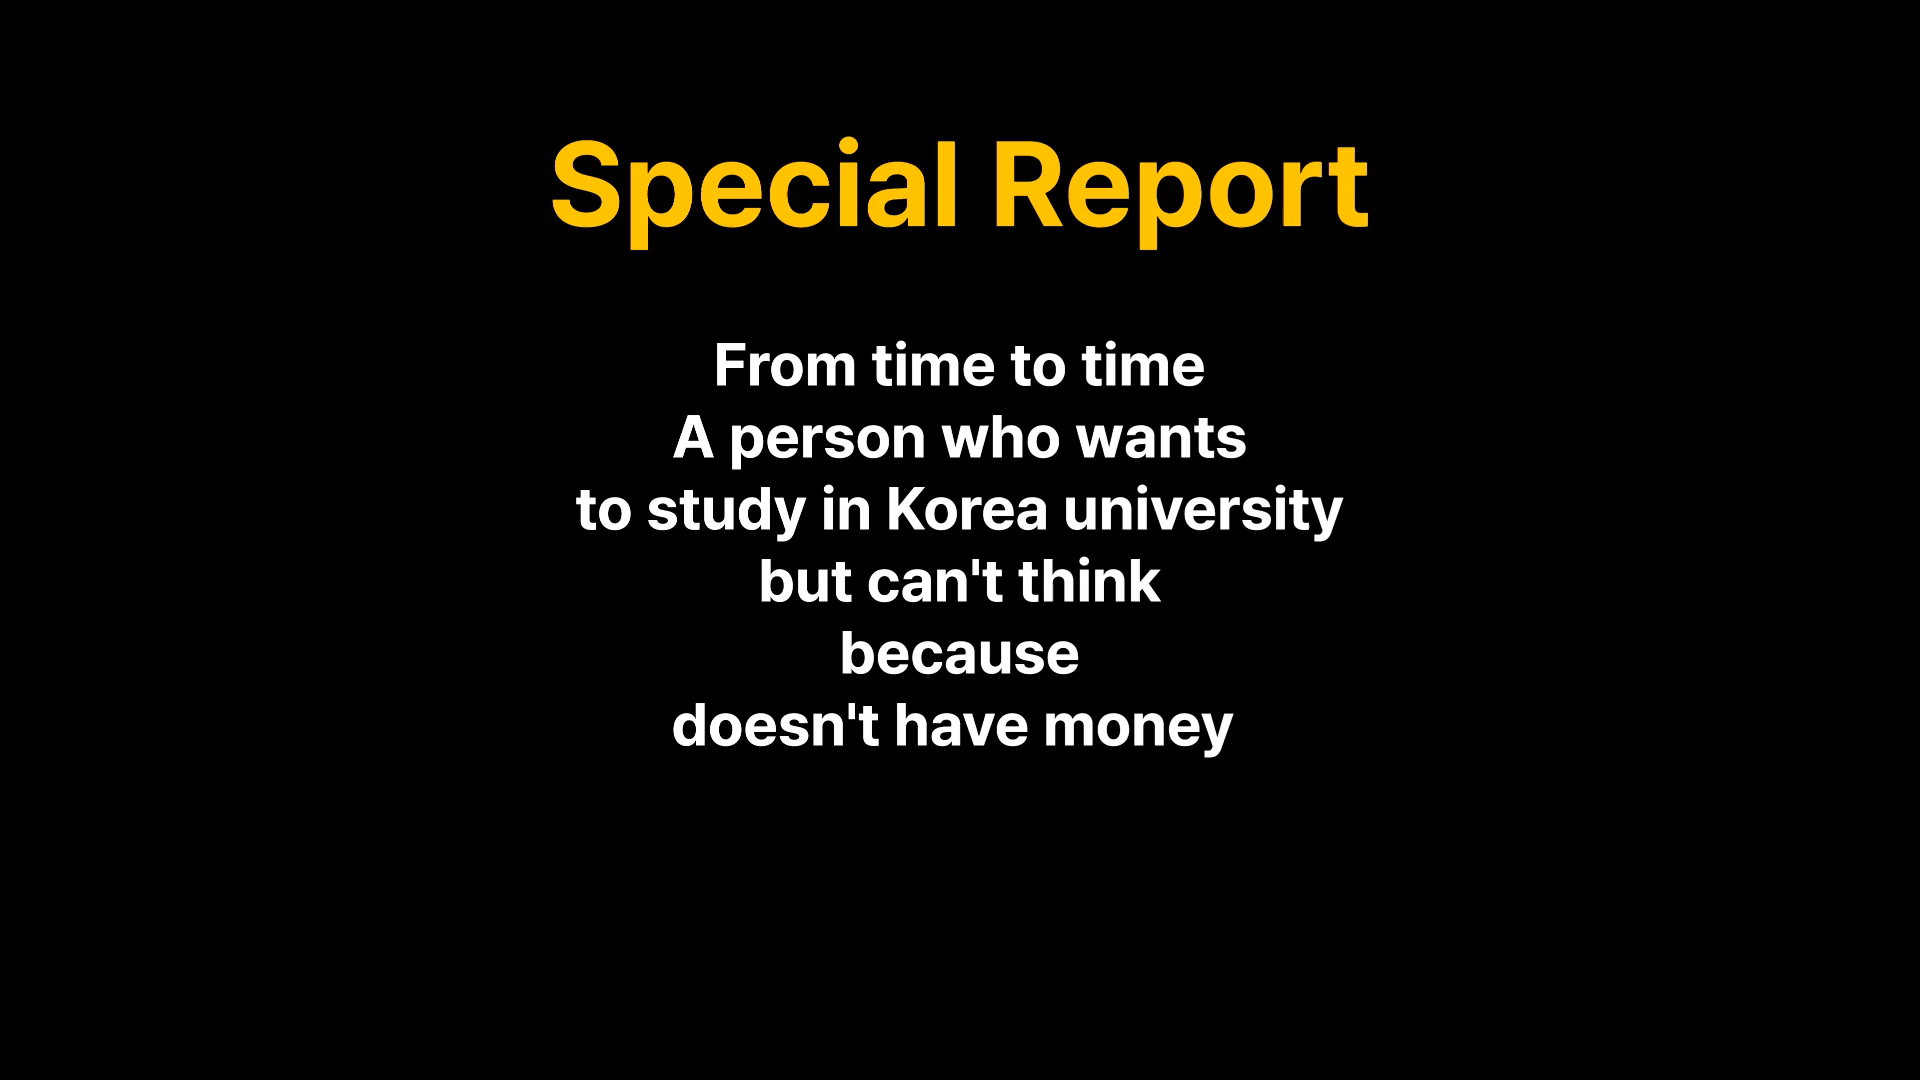 Special Report
From time to time
A person who wants
to study in Korea university
but can't think
because
doesn't have money